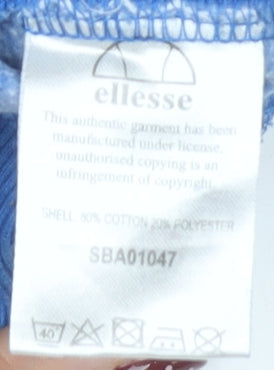 ellesse
This authentic garment has been
manufactured under license,
unauthorised copying is an
infringement of copyright.
SHELL: 80% COTTON 20% POLYESTER
SBA01047
40°